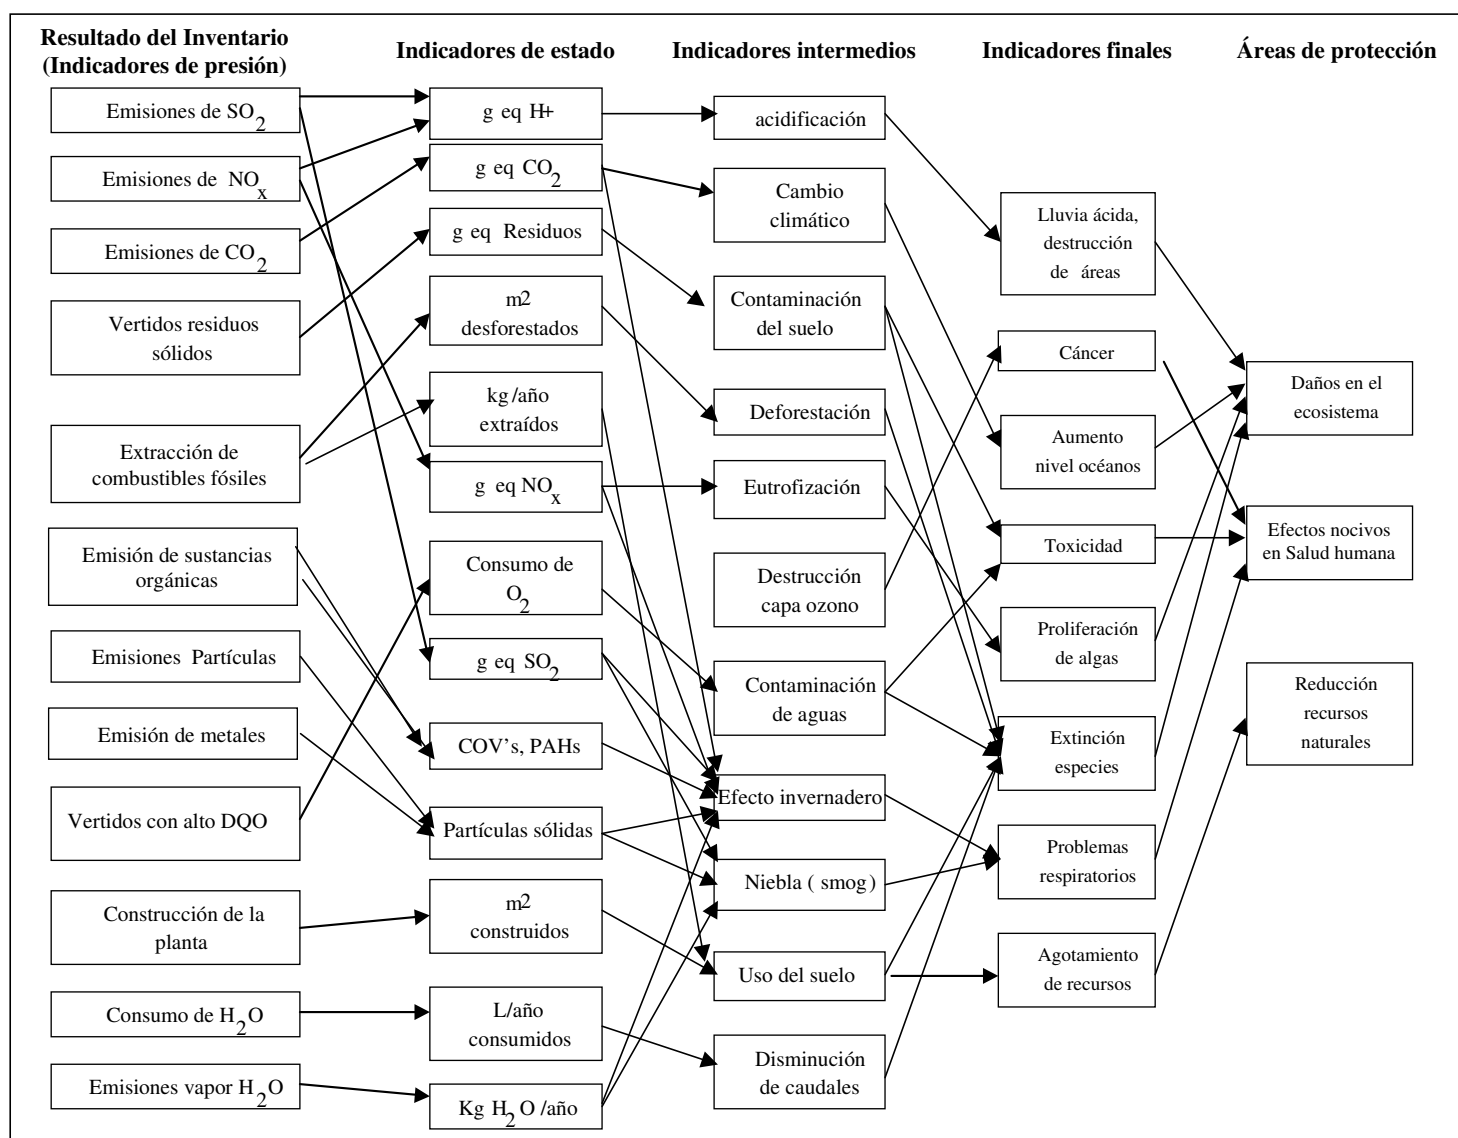 Resultado del Inventario
(Indicadores de presión)
Indicadores de estado
Indicadores intermedios
Indicadores finales
Áreas de protección
Emisiones de SO2
Emisiones de NOx
Emisiones de CO2
Vertidos residuos
sólidos
Extracción de
combustibles fósiles
Emisión de sustancias
orgánicas
Emisiones Partículas
Emisión de metales
Vertidos con alto DQO
Construcción de la
planta
Consumo de H2O
Emisiones vapor H2O
g eq H+
g eq CO2
g eq Residuos
m2
desforestados
kg/año
extraídos
g eq NOx
Consumo de
O2
g eq SO2
COV's, PAHs
Partículas sólidas
m2
construidos
L/año
consumidos
Kg H2O /año
acidificación
Cambio
climático
Contaminación
del suelo
Deforestación
Eutrofización
Destrucción
capa ozono
Contaminación
de aguas
Efecto invernadero
Niebla ( smog)
Uso del suelo
Disminución
de caudales
Lluvia ácida,
destrucción
de áreas
Cáncer
Aumento
nivel océanos
Toxicidad
Proliferación
de algas
Extinción
especies
Problemas
respiratorios
Agotamiento
de recursos
Daños en el
ecosistema
Efectos nocivos
en Salud humana
Reducción
recursos
naturales